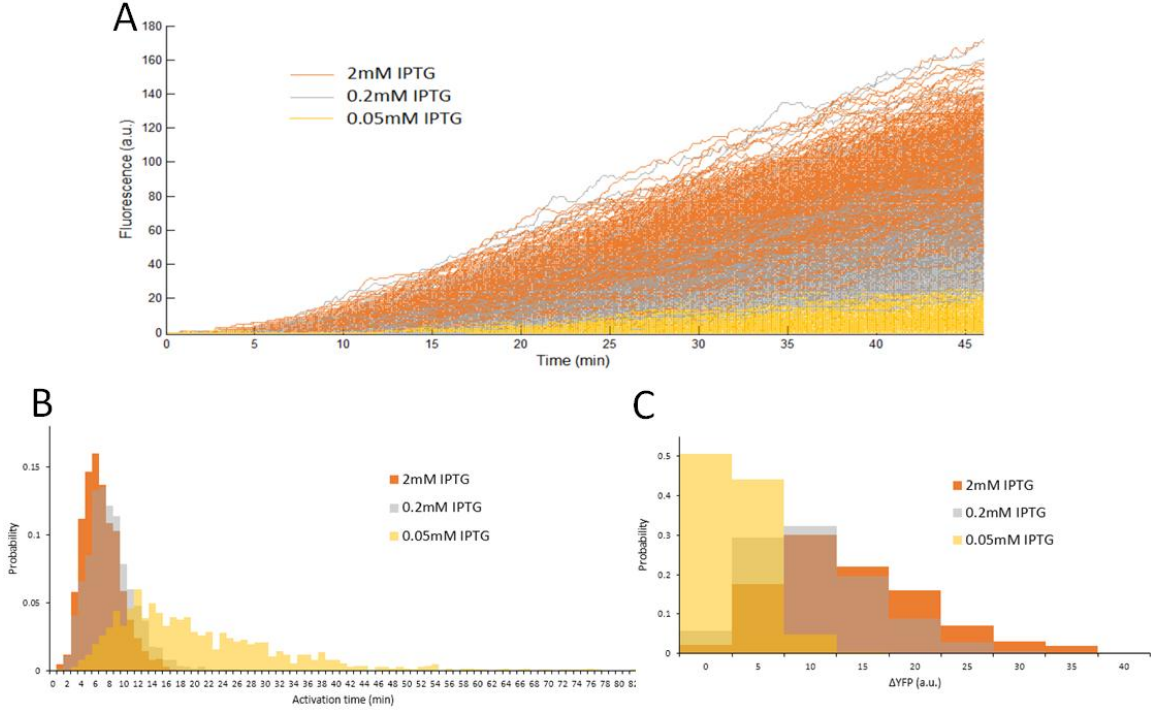 A
180
160
140
120
100
80
60
40
20
0
Fluorescence (a.u.)
2mM IPTG
0.2mM IPTG
0.05mM IPTG
0 5 10 15 20 25 30 35 40 45
Time (min)
B
0.15
0.1
0.05
0
Probability
2mM IPTG
0.2mM IPTG
0.05mM IPTG
0 2 4 6 8 10 12 14 16 18 20 22 24 26 28 30 32 34 36 38 40 42 44 46 48 50 52 54 56 58 60 62 64 66 68 70 72 74 76 78 80 82
Activation time (min)
C
0.5
0.4
0.3
0.2
0.1
0
Probability
2mM IPTG
0.2mM IPTG
0.05mM IPTG
0 5 10 15 20 25 30 35 40
ΔYFP (a.u.)